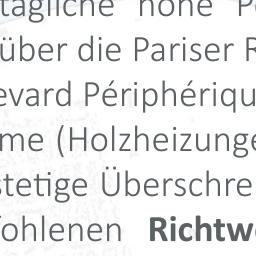 tägliche hohe P
über die Pariser R
evard Périphériqu
me (Holzheizunge
stetige Überschre
fohlenen Richtw